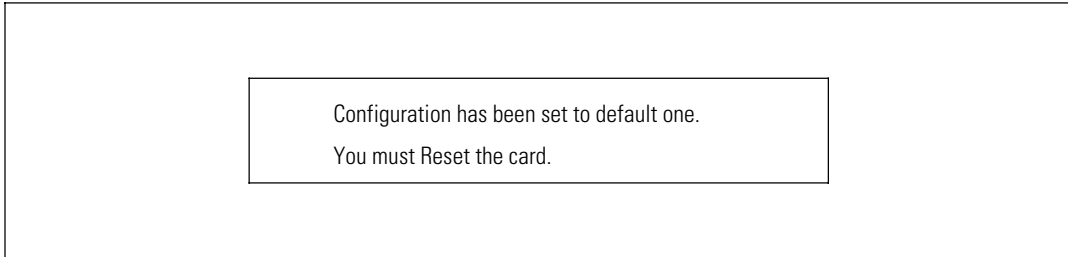 Configuration has been set to default one.
You must Reset the card.